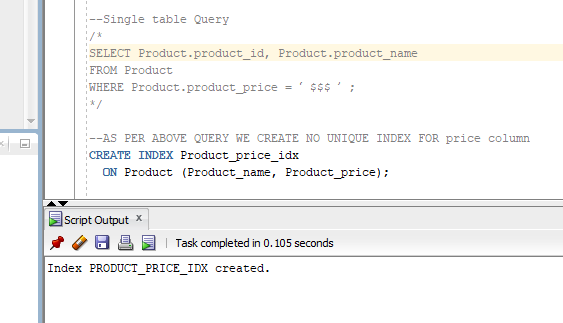 --Single table Query
/*
SELECT Product.product_id, Product.product_name
FROM Product
WHERE Product.product_price = ’ $$$ ’ ;
*/
--AS PER ABOVE QUERY WE CREATE NO UNIQUE INDEX FOR price column
CREATE INDEX Product_price_idx
ON Product (Product_name, Product_price);
Script Output x
Task completed in 0.105 seconds
Index PRODUCT_PRICE_IDX created.